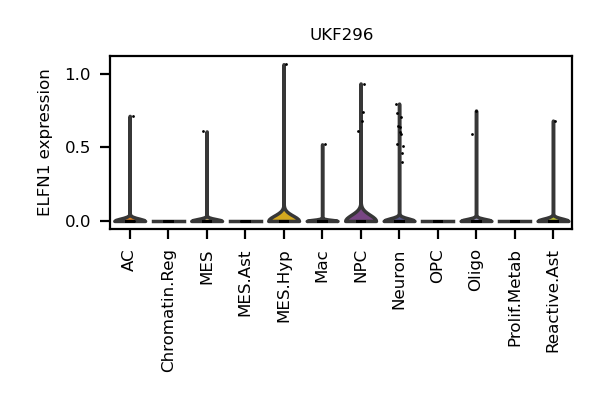 UKF296
ELFN1 expression
1.0
0.5
0.0
AC
Chromatin.Reg
MES
MES.Ast
MES.Hyp
Mac
NPC
Neuron
OPC
Oligo
Prolif.Metab
Reactive.Ast